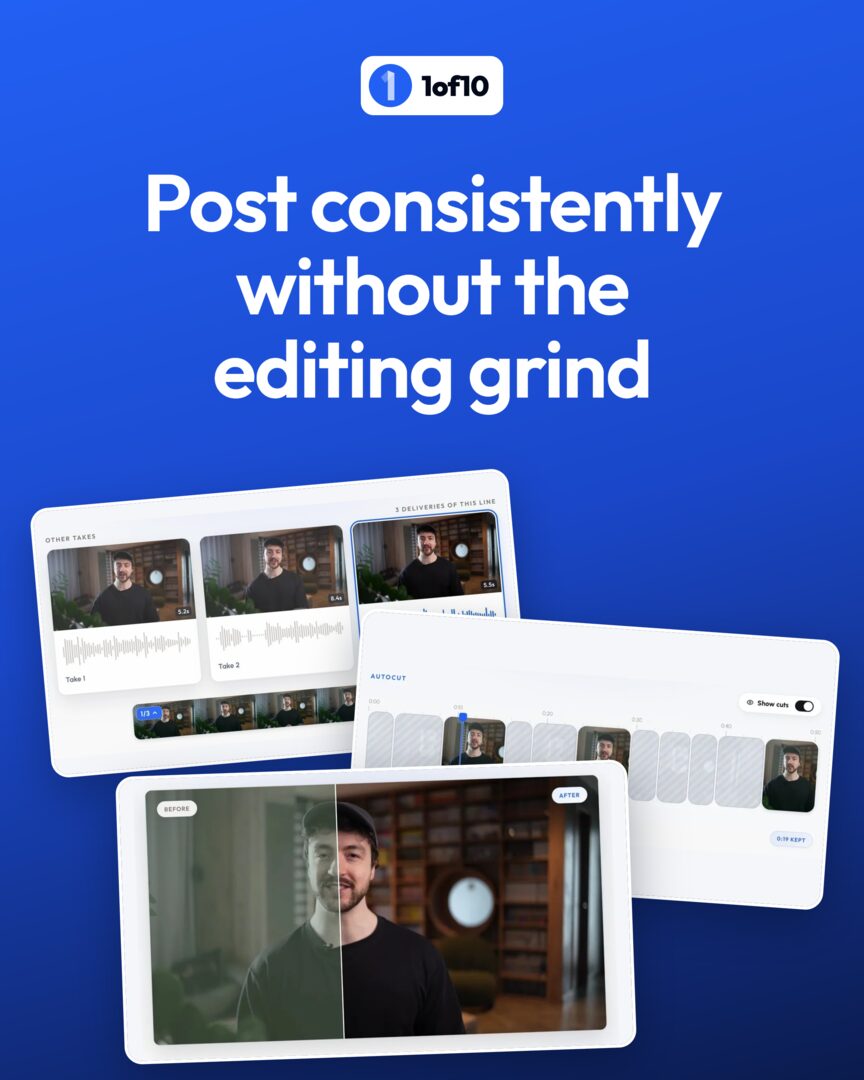 1of10
Post consistently
without the
editing grind
OTHER TAKES
3 DELIVERIES OF THIS LINE
5.2s
8.4s
5.5s
Take 1
Take 2
1/3
AUTOCUT
Show cuts
0:00
0:10
0:20
0:30
0:40
0:50
0:19 KEPT
BEFORE
AFTER